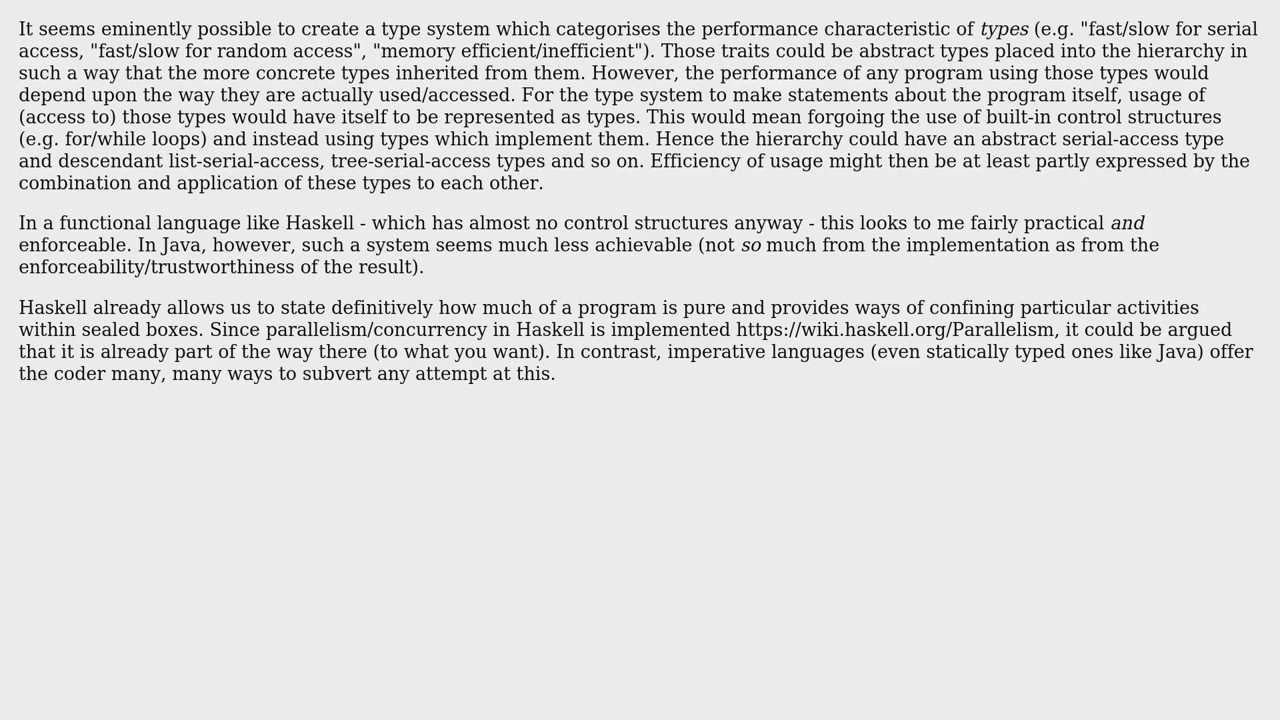 It seems eminently possible to create a type system which categorises the performance characteristic of types (e.g. "fast/slow for serial
access, "fast/slow for random access", "memory efficient/inefficient"). Those traits could be abstract types placed into the hierarchy in
such a way that the more concrete types inherited from them. However, the performance of any program using those types would
depend upon the way they are actually used/accessed. For the type system to make statements about the program itself, usage of
(access to) those types would have itself to be represented as types. This would mean forgoing the use of built-in control structures
(e.g. for/while loops) and instead using types which implement them. Hence the hierarchy could have an abstract serial-access type
and descendant list-serial-access, tree-serial-access types and so on. Efficiency of usage might then be at least partly expressed by the
combination and application of these types to each other.
In a functional language like Haskell - which has almost no control structures anyway - this looks to me fairly practical and
enforceable. In Java, however, such a system seems much less achievable (not so much from the implementation as from the
enforceability/trustworthiness of the result).
Haskell already allows us to state definitively how much of a program is pure and provides ways of confining particular activities
within sealed boxes. Since parallelism/concurrency in Haskell is implemented https://wiki.haskell.org/Parallelism, it could be argued
that it is already part of the way there (to what you want). In contrast, imperative languages (even statically typed ones like Java) offer
the coder many, many ways to subvert any attempt at this.